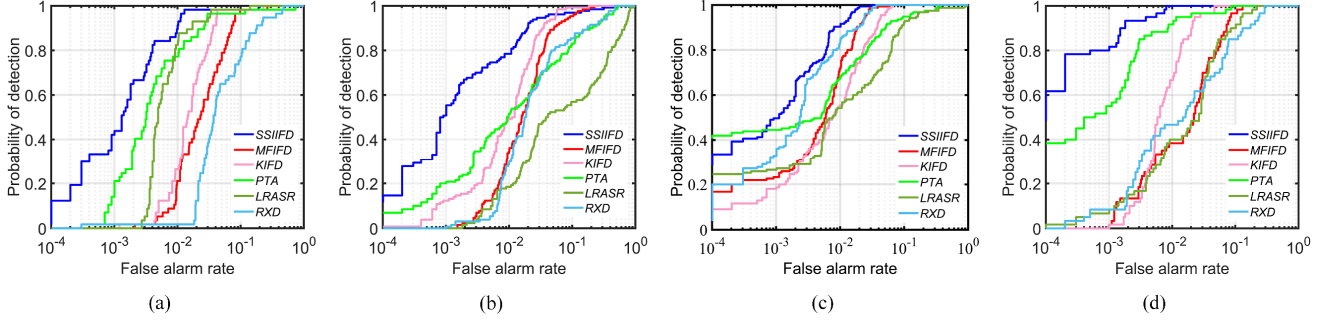 Probability of detection
1
0.8
0.6
0.4
0.2
0
SSIIFD
MFIFD
KIFD
PTA
LRASR
RXD
10^-4
10^-3
10^-2
10^-1
10^0
False alarm rate
(a)
Probability of detection
1
0.8
0.6
0.4
0.2
0
SSIIFD
MFIFD
KIFD
PTA
LRASR
RXD
10^-4
10^-3
10^-2
10^-1
10^0
False alarm rate
(b)
Probability of detection
1
0.8
0.6
0.4
0.2
0
SSIIFD
MFIFD
KIFD
PTA
LRASR
RXD
10^-4
10^-3
10^-2
10^-1
10^0
False alarm rate
(c)
Probability of detection
1
0.8
0.6
0.4
0.2
0
SSIIFD
MFIFD
KIFD
PTA
LRASR
RXD
10^-4
10^-3
10^-2
10^-1
10^0
False alarm rate
(d)